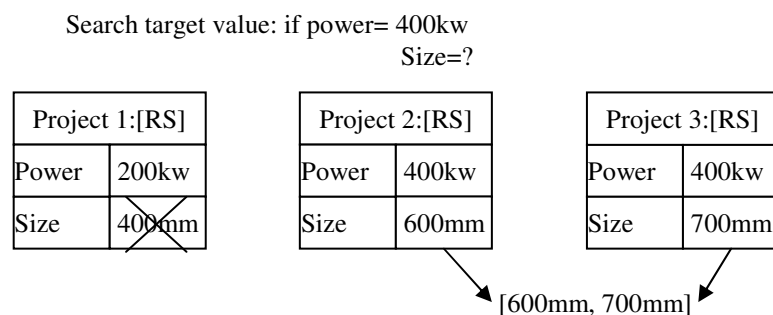 Search target value: if power= 400kw
Size=?
Project 1:[RS]
Power 200kw
Size 400mm
Project 2:[RS]
Power 400kw
Size 600mm
Project 3:[RS]
Power 400kw
Size 700mm
[600mm, 700mm]